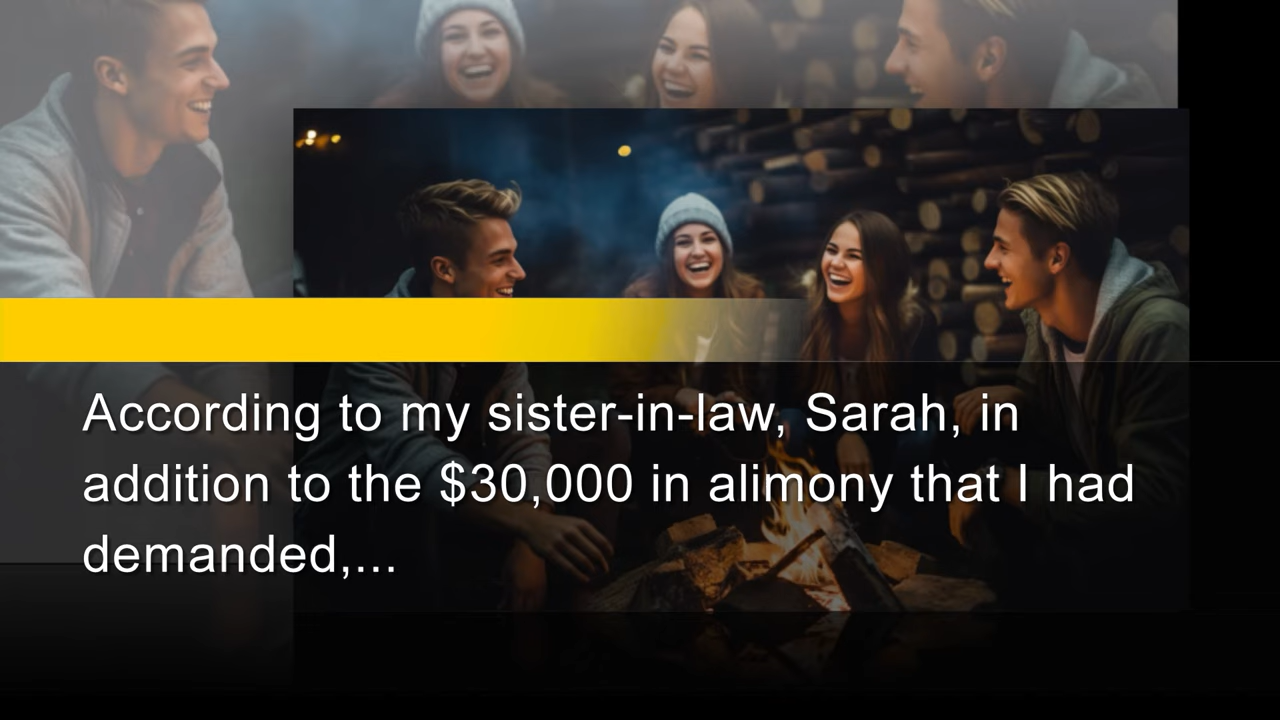 According to my sister-in-law, Sarah, in
addition to the $30,000 in alimony that I had
demanded,...